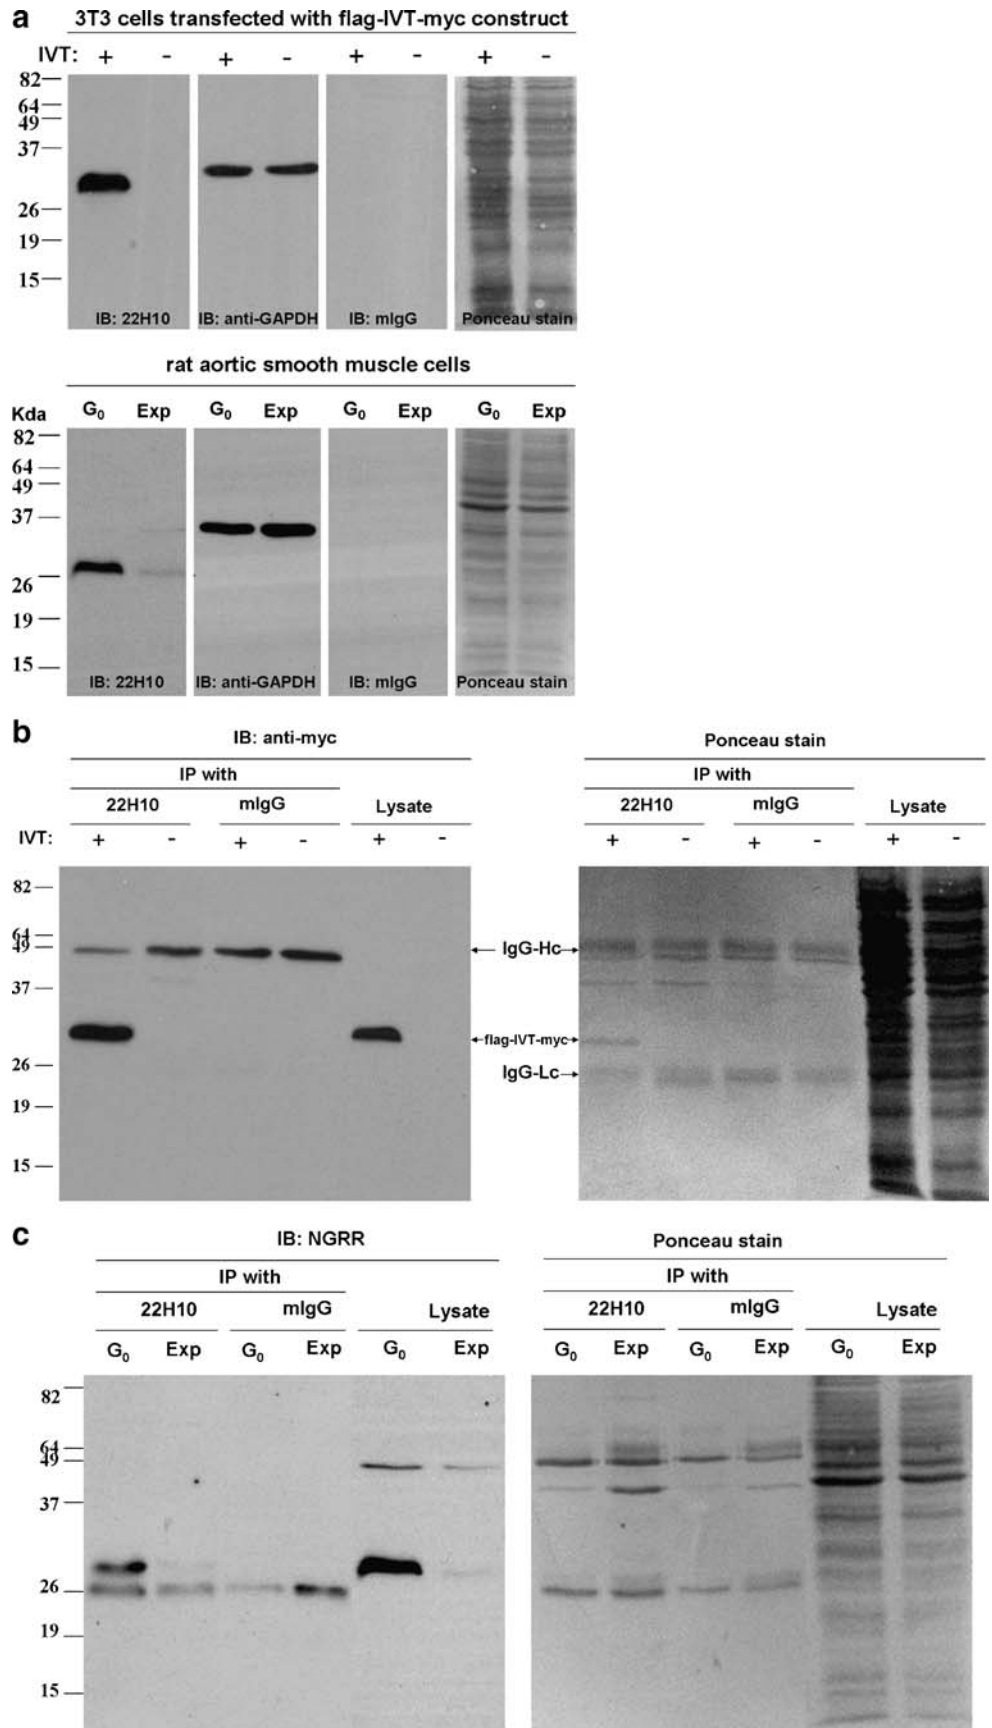 a
3T3 cells transfected with flag-IVT-myc construct
IVT: + - + - + - + -
82
64
49
37
26
19
15
IB: 22H10 IB: anti-GAPDH IB: mIgG Ponceau stain
rat aortic smooth muscle cells
Kda G₀ Exp G₀ Exp G₀ Exp G₀ Exp
82
64
49
37
26
19
15
IB: 22H10 IB: anti-GAPDH IB: mIgG Ponceau stain
b
IB: anti-myc Ponceau stain
IP with IP with
22H10 mIgG Lysate 22H10 mIgG Lysate
IVT: + - + - + - + - + - + -
82
64
49 IgG-Hc
37
flag-IVT-myc
26 IgG-Lc
19
15
c
IB: NGRR Ponceau stain
IP with IP with
22H10 mIgG Lysate 22H10 mIgG Lysate
G₀ Exp G₀ Exp G₀ Exp G₀ Exp G₀ Exp G₀ Exp
82
64
49
37
26
19
15